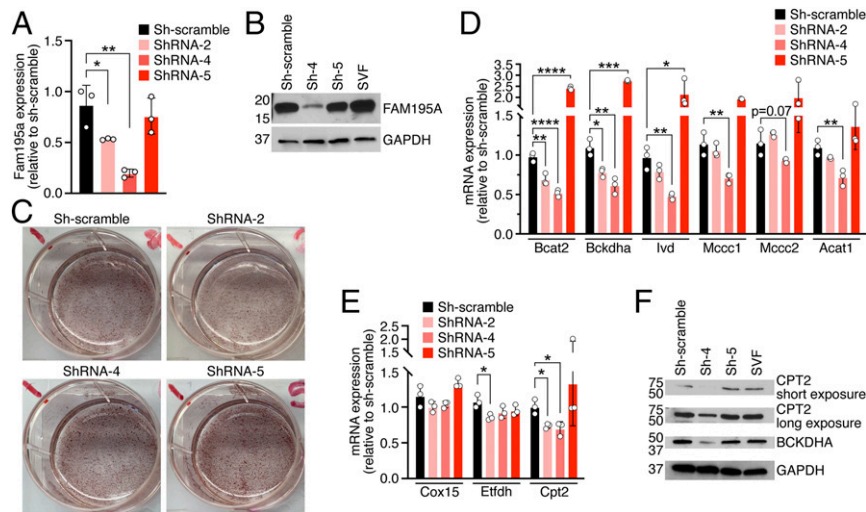 A
Sh-scramble
ShRNA-2
ShRNA-4
ShRNA-5
Fam195a expression
(relative to sh-scramble)
1.5
1.0
0.5
0.0
*
**
B
Sh-scramble
Sh-4
Sh-5
SVF
20
15
FAM195A
37
GAPDH
C
Sh-scramble
ShRNA-2
ShRNA-4
ShRNA-5
D
Sh-scramble
ShRNA-2
ShRNA-4
ShRNA-5
mRNA expression
(relative to sh-scramble)
3.0
2.5
2.0
1.5
1.0
0.5
0.0
****
****
**
***
**
*
*
**
**
p=0.07
**
Bcat2
Bckdha
Ivd
Mccc1
Mccc2
Acat1
E
Sh-scramble
ShRNA-2
ShRNA-4
ShRNA-5
mRNA expression
(relative to sh-scramble)
2.5
2.0
1.5
1.0
0.5
0.0
*
*
*
Cox15
Etfdh
Cpt2
F
Sh-scramble
Sh-4
Sh-5
SVF
75
50
CPT2
short exposure
75
50
CPT2
long exposure
50
37
BCKDHA
37
GAPDH